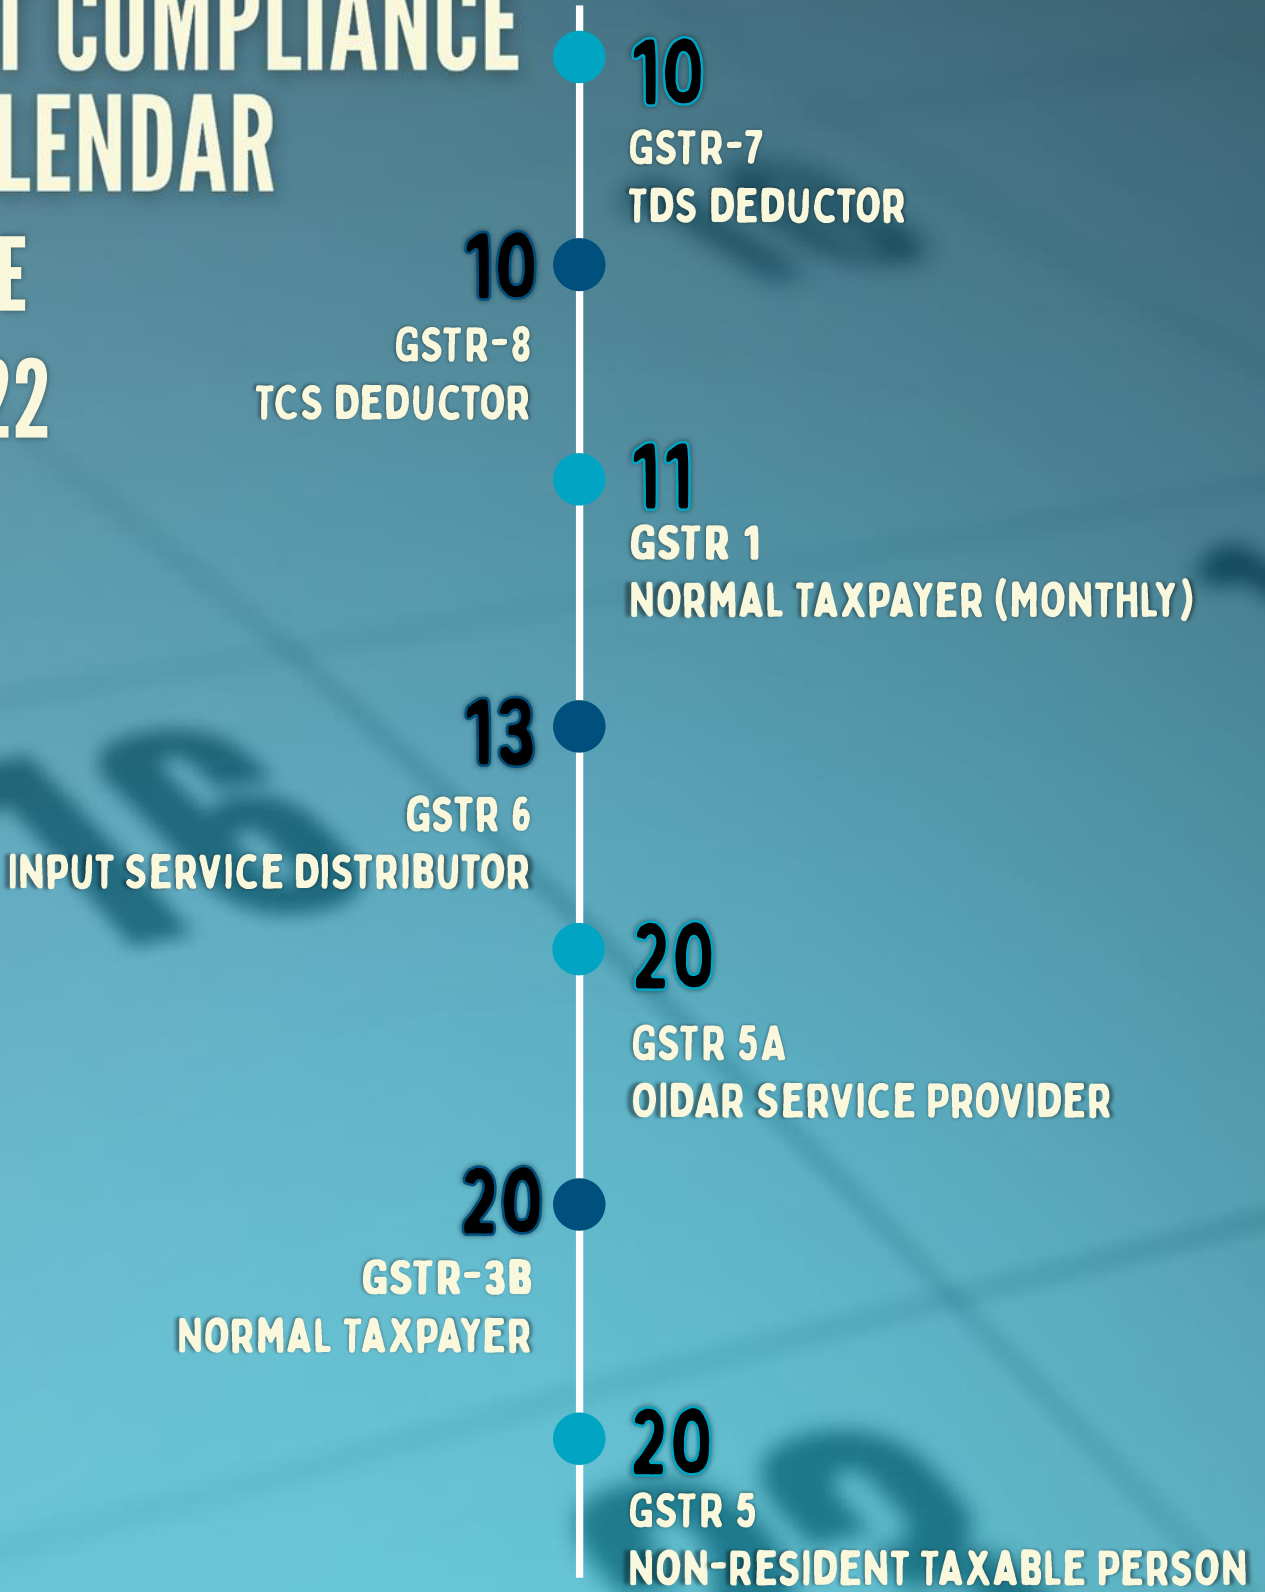 T COMPLIANCE
LENDAR
E
22
10
GSTR-7
TDS DEDUCTOR
10
GSTR-8
TCS DEDUCTOR
11
GSTR 1
NORMAL TAXPAYER (MONTHLY)
13
GSTR 6
INPUT SERVICE DISTRIBUTOR
16
20
GSTR 5A
OIDAR SERVICE PROVIDER
20
GSTR-3B
NORMAL TAXPAYER
20
GSTR 5
NON-RESIDENT TAXABLE PERSON